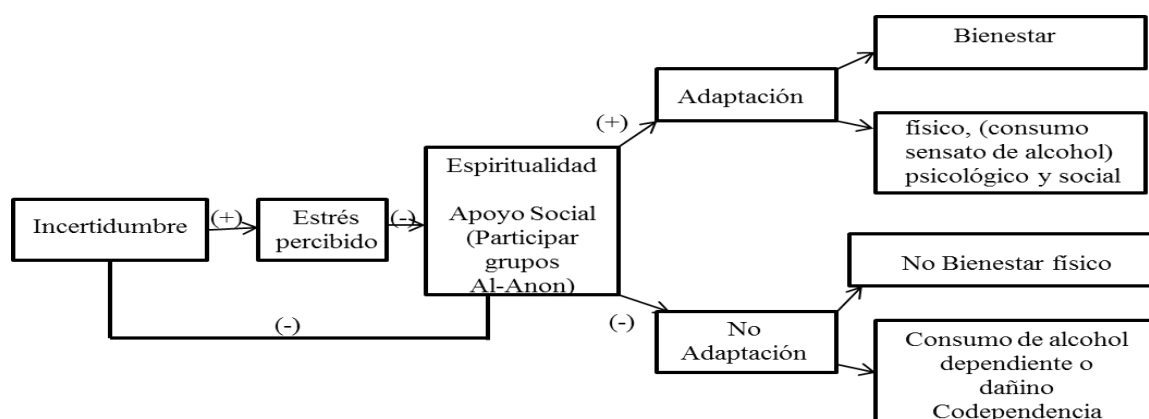 Incertidumbre
(+)
Estrés
percibido
(-)
Espiritualidad
Apoyo Social
(Participar
grupos
Al-Anon)
(-)
(+)
Adaptación
Bienestar
físico, (consumo
sensato de alcohol)
psicológico y social
(-)
No
Adaptación
No Bienestar físico
Consumo de alcohol
dependiente o
dañino
Codependencia